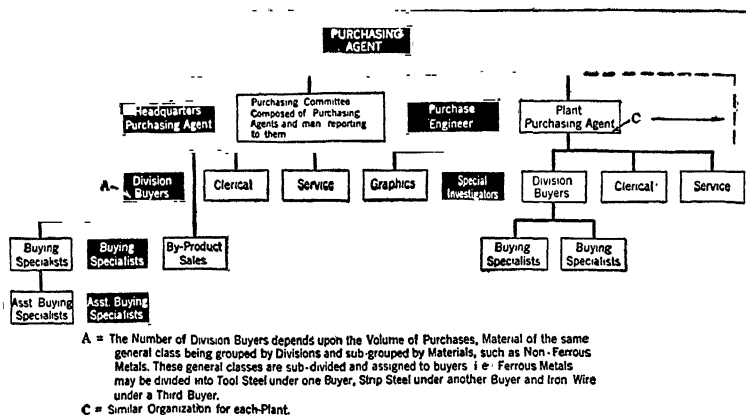 PURCHASING
AGENT
Headquarters
Purchasing Agent
Purchasing Committee
Composed of Purchasing
Agents and men reporting
to them
Purchase
Engineer
Plant
Purchasing Agent
C
A
Division
Buyers
Clerical
Service
Graphics
Special
Investigators
Division
Buyers
Clerical
Service
Buying
Specialists
Buying
Specialists
By-Product
Sales
Buying
Specialists
Buying
Specialists
Asst Buying
Specialists
Asst. Buying
Specialists
A = The Number of Division Buyers depends upon the Volume of Purchases, Material of the same
general class being grouped by Divisions and sub-grouped by Materials, such as Non-Ferrous
Metals. These general classes are sub-divided and assigned to buyers i e Ferrous Metals
may be divided into Tool Steel under one Buyer, Strip Steel under another Buyer and Iron Wire
under a Third Buyer.
C = Similar Organization for each Plant.